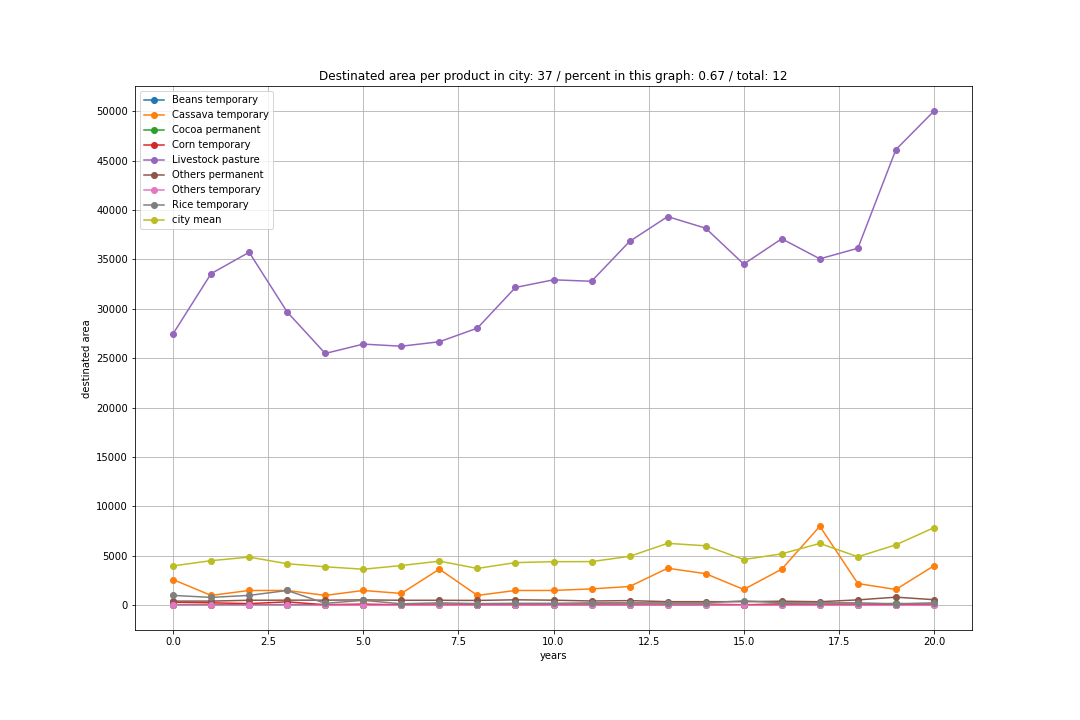 Destinated area per product in city: 37 / percent in this graph: 0.67 / total: 12
Beans temporary
Cassava temporary
Cocoa permanent
Corn temporary
Livestock pasture
Others permanent
Others temporary
Rice temporary
city mean
50000
45000
40000
35000
30000
25000
20000
15000
10000
5000
0
destinated area
0.0 2.5 5.0 7.5 10.0 12.5 15.0 17.5 20.0
years